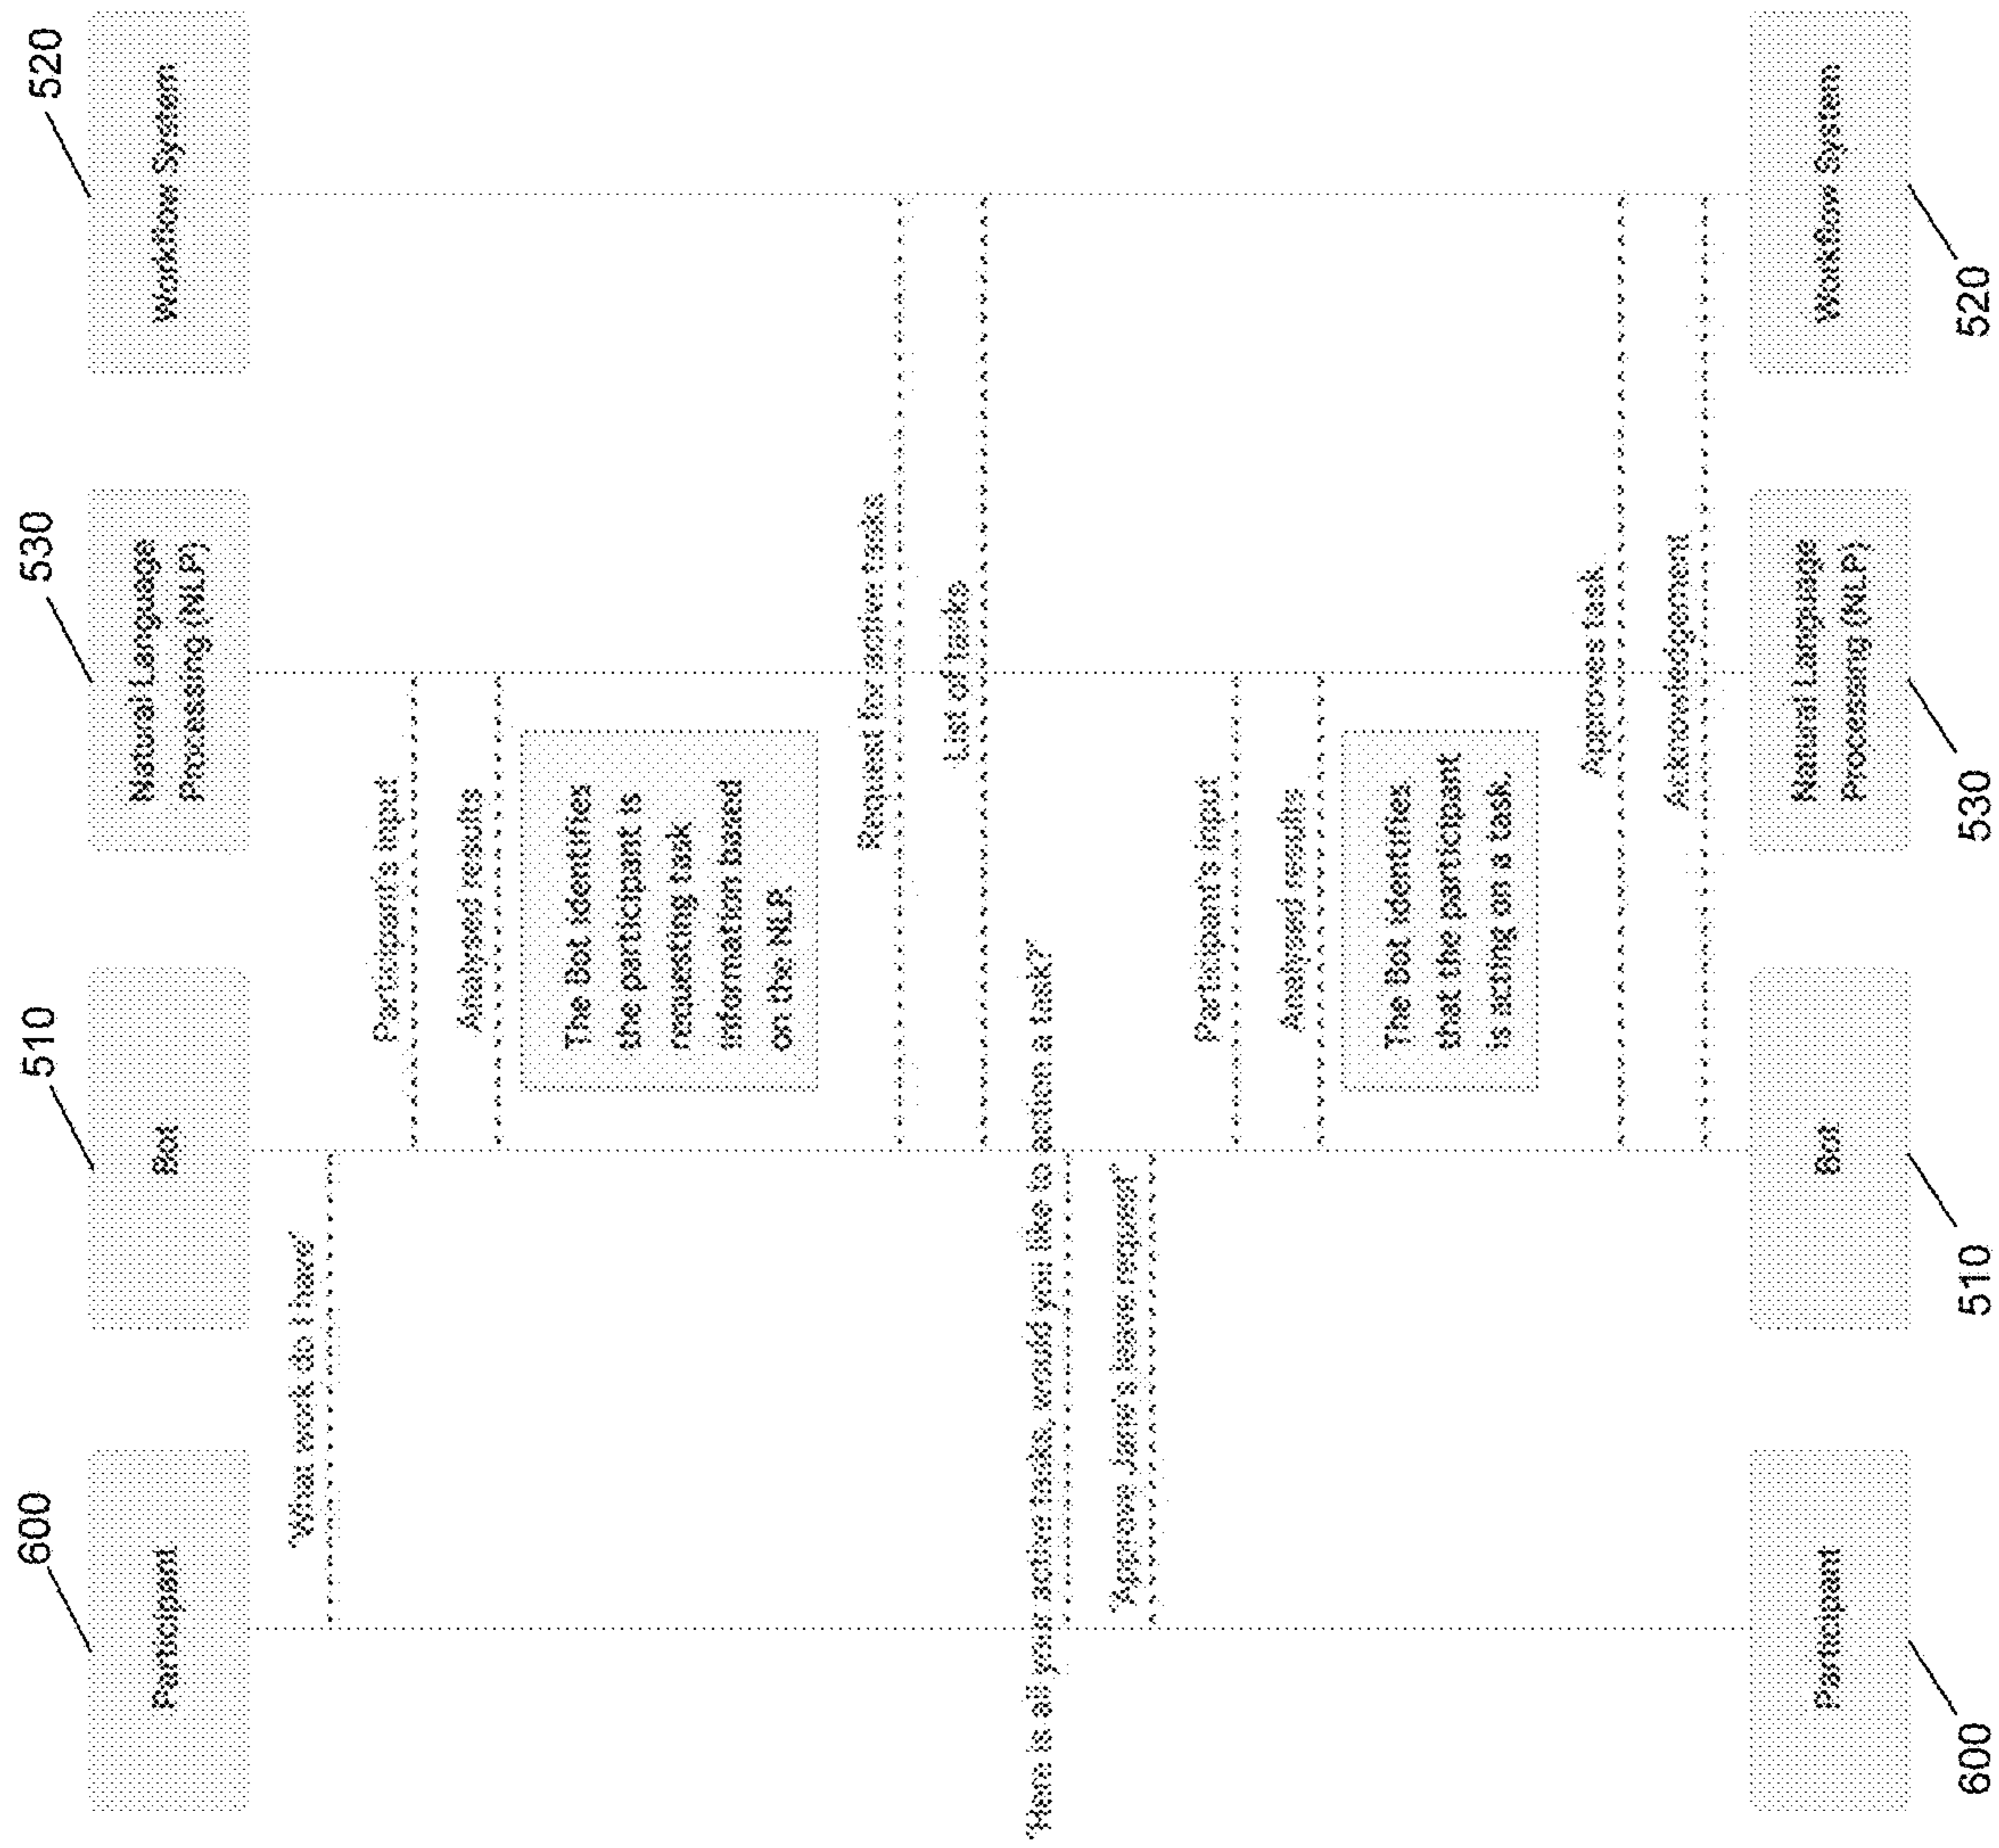 600
510
530
520
Participant
Bot
Natural Language
Processing (NLP)
Workflow System
"What work do I have"
Participant's input
Analysed results
The Bot identifies
the participant is
requesting task
information based
on the NLP.
Request for active tasks
List of tasks
"Here is all your action tasks, would you like to action a task?"
"Approve Jane's leave request"
Participant's input
Analysed results
The Bot identifies
that the participant
is acting on a task.
Approves task
Acknowledgement
Participant
Bot
Natural Language
Processing (NLP)
Workflow System
600
510
530
520